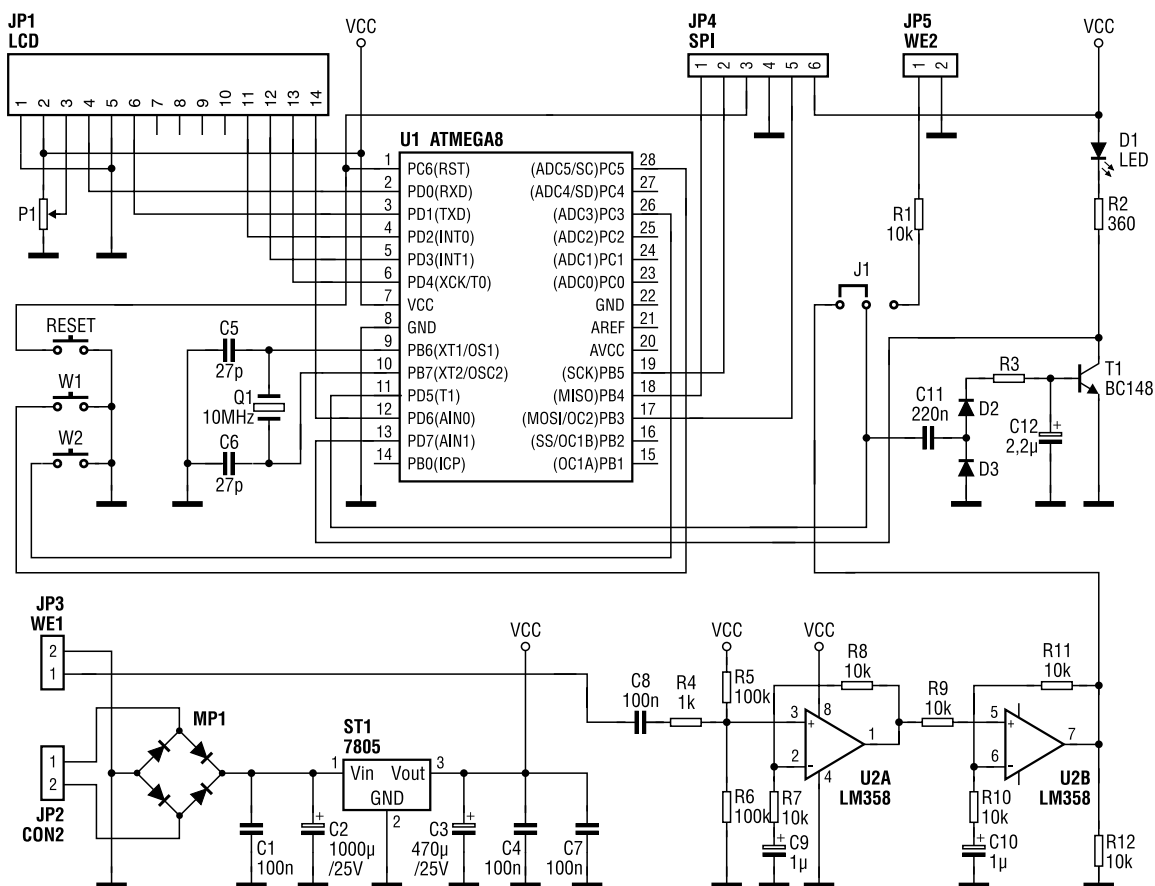 JP1
LCD
VCC
JP4
SPI
JP5
WE2
VCC
1 2 3 4 5 6 7 8 9 10 11 12 13 14
1 2 3 4 5 6
1 2
U1 ATMEGA8
1 PC6(RST) (ADC5/SC)PC5 28
2 PD0(RXD) (ADC4/SD)PC4 27
3 PD1(TXD) (ADC3)PC3 26
4 PD2(INT0) (ADC2)PC2 25
5 PD3(INT1) (ADC1)PC1 24
6 PD4(XCK/T0) (ADC0)PC0 23
7 VCC GND 22
8 GND AREF 21
9 PB6(XT1/OS1) AVCC 20
10 PB7(XT2/OSC2) (SCK)PB5 19
11 PD5(T1) (MISO)PB4 18
12 PD6(AIN0) (MOSI/OC2)PB3 17
13 PD7(AIN1) (SS/OC1B)PB2 16
14 PB0(ICP) (OC1A)PB1 15
P1
D1
LED
R1
10k
R2
360
J1
RESET
W1
W2
C5
27p
Q1
10MHz
C6
27p
R3
T1
BC148
C11
220n
D2
C12
+
2,2µ
D3
JP3
WE1
2
1
MP1
1
2
JP2
CON2
ST1
7805
1 Vin Vout 3
GND
2
VCC
C1
100n
+
C2
1000µ
/25V
+
C3
470µ
/25V
C4
100n
C7
100n
C8
100n
R4
1k
VCC
R5
100k
R6
100k
VCC
R8
10k
3 + 8
1
2 - 4
U2A
LM358
R7
10k
+
C9
1µ
R9
10k
R11
10k
5 +
7
6 -
U2B
LM358
R10
10k
+
C10
1µ
R12
10k